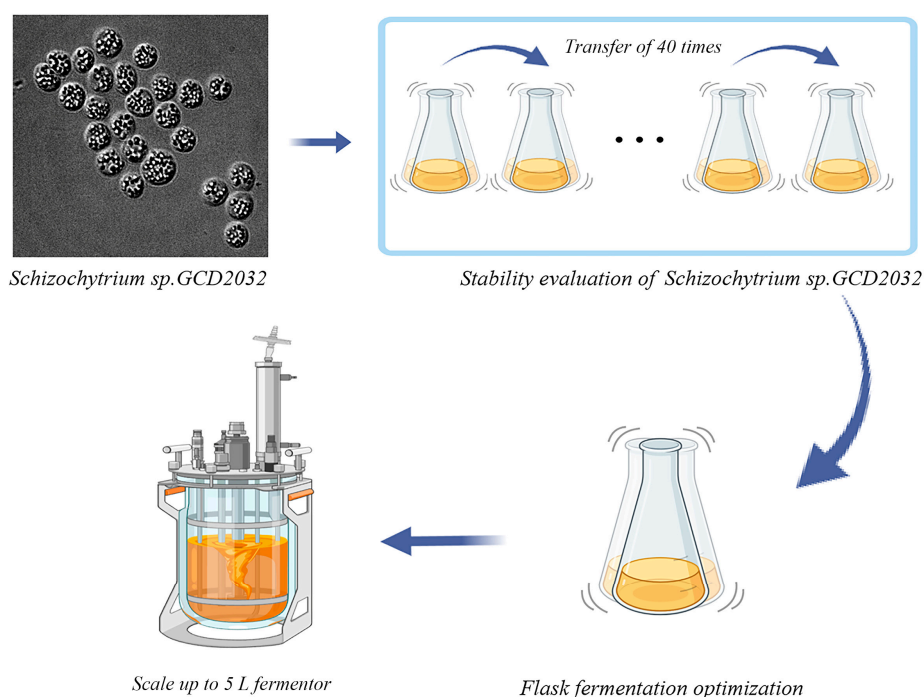 Transfer of 40 times
Schizochytrium sp.GCD2032
Stability evaluation of Schizochytrium sp.GCD2032
Scale up to 5 L fermentor
Flask fermentation optimization